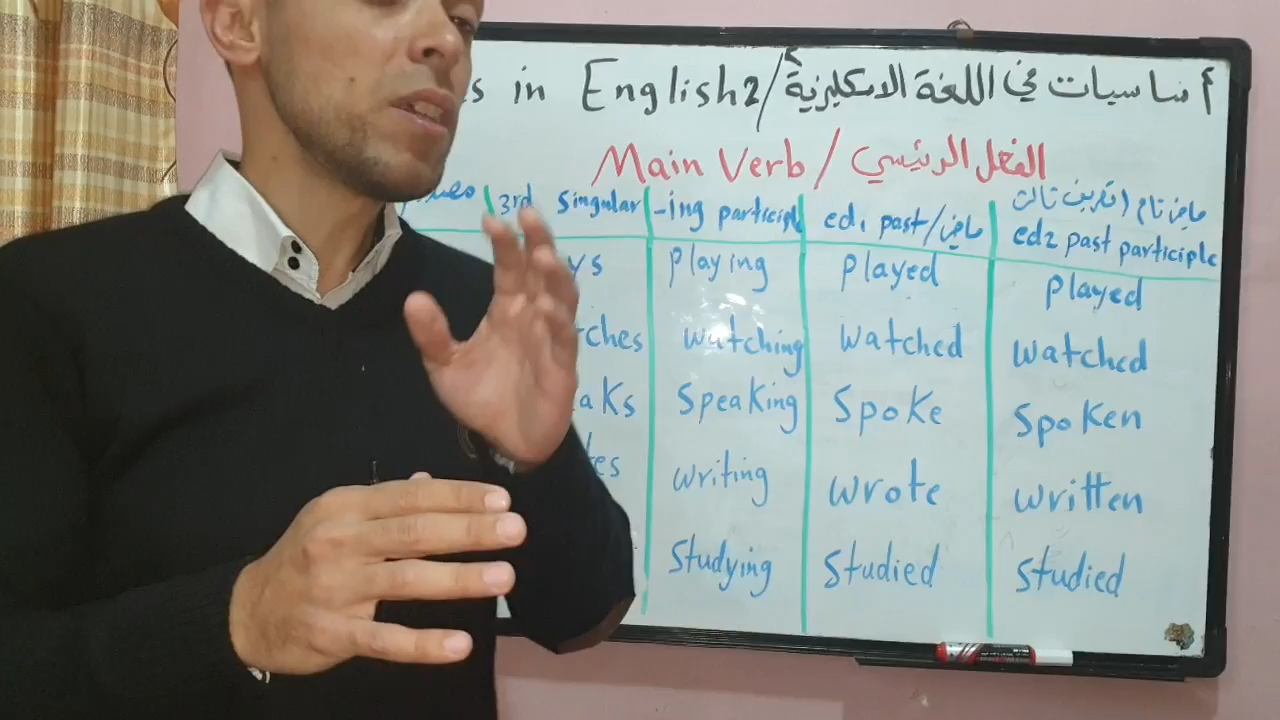 in English2/أساسيات في اللغة الانكليزية
Main Verb / الفعل الرئيسي
3rd singular -ing participle ed1 past/ماضي ماضي تام / تصريف ثالث
ed2 past participle
playing played played
watching watched watched
speaking spoke spoken
writing wrote written
studying studied studied